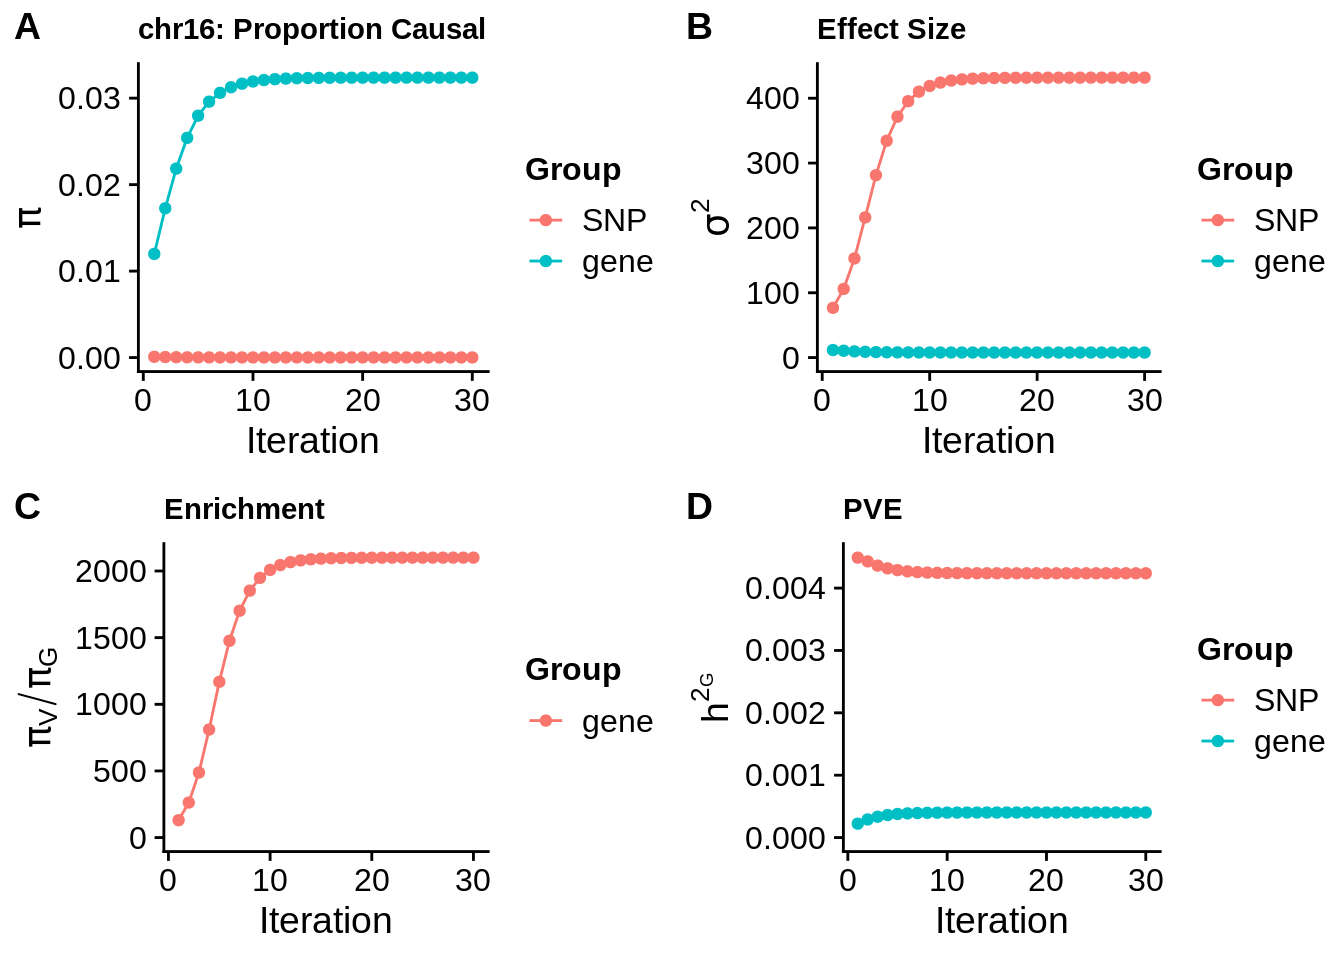 A
chr16: Proportion Causal
π
0.03
0.02
0.01
0.00
0 10 20 30
Iteration
Group
SNP
gene
B
Effect Size
σ²
400
300
200
100
0
0 10 20 30
Iteration
Group
SNP
gene
C
Enrichment
πV/πG
2000
1500
1000
500
0
0 10 20 30
Iteration
Group
gene
D
PVE
h2G
0.004
0.003
0.002
0.001
0.000
0 10 20 30
Iteration
Group
SNP
gene